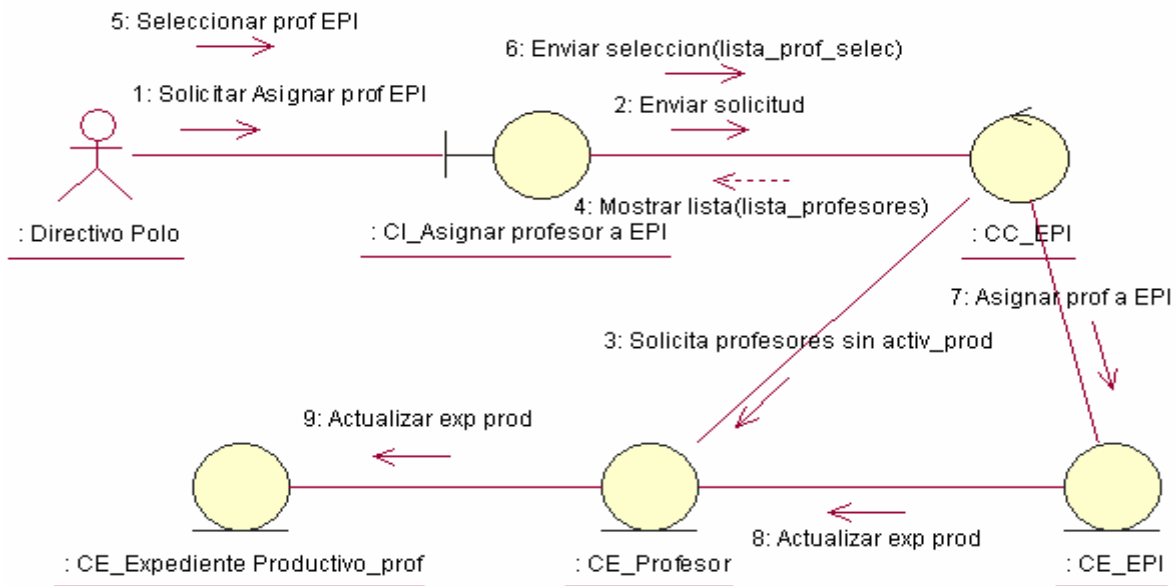 5: Seleccionar prof EPI
6: Enviar seleccion(lista_prof_selec)
1: Solicitar Asignar prof EPI
2: Enviar solicitud
4: Mostrar lista(lista_profesores)
: Directivo Polo
: CI_Asignar profesor a EPI
: CC_EPI
7: Asignar prof a EPI
3: Solicita profesores sin activ_prod
9: Actualizar exp prod
8: Actualizar exp prod
: CE_Expediente Productivo_prof
: CE_Profesor
: CE_EPI